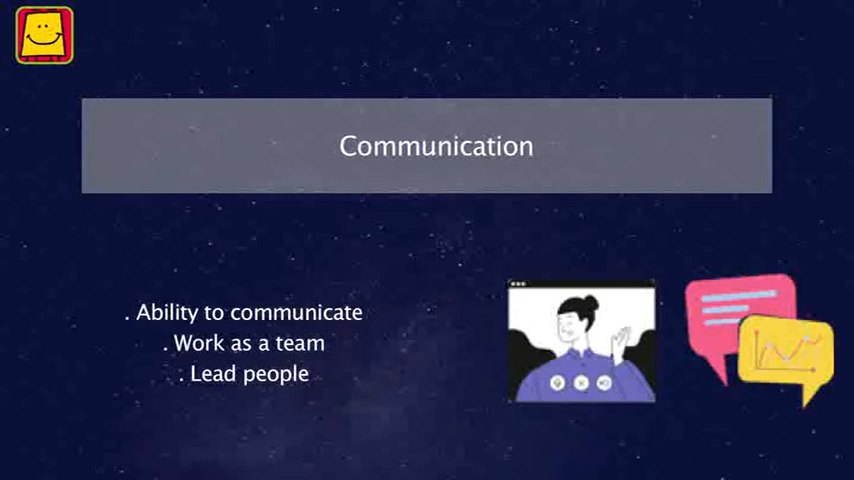 Communication
. Ability to communicate
. Work as a team
. Lead people